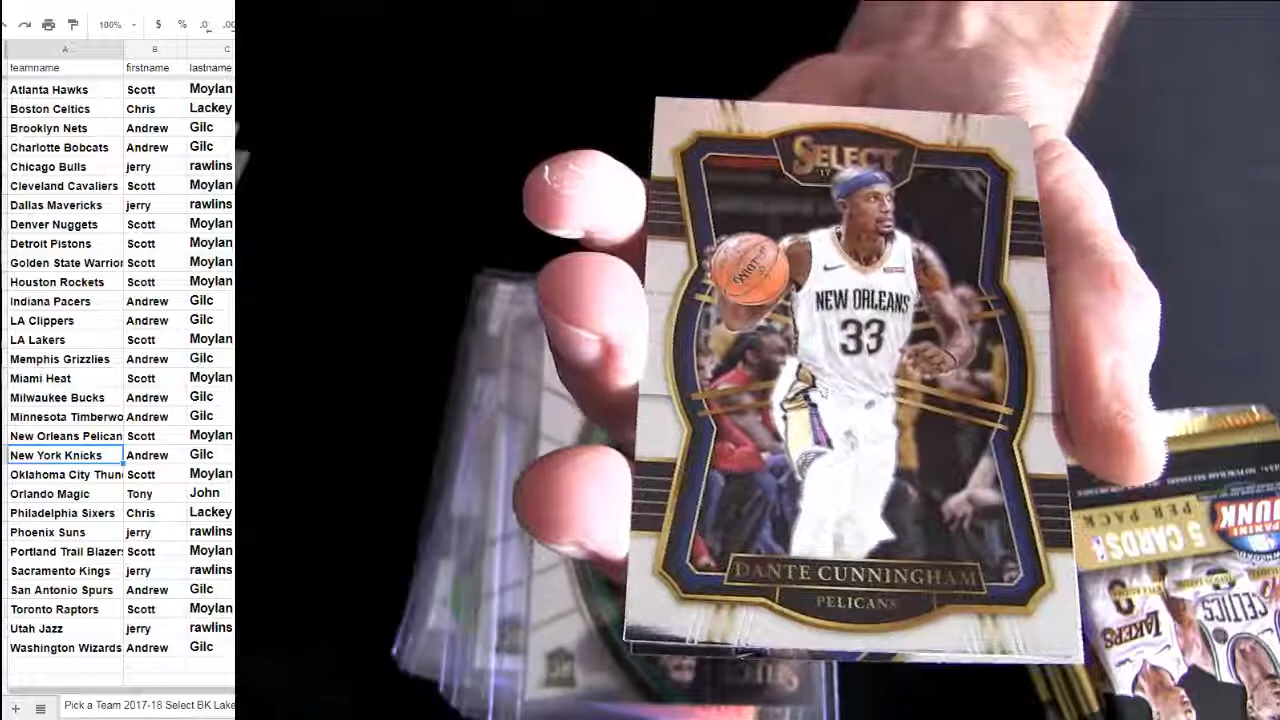 100% $ % .0 .00
A B C
teamname firstname lastname
Atlanta Hawks Scott Moylan
Boston Celtics Chris Lackey
Brooklyn Nets Andrew Gilc
Charlotte Bobcats Andrew Gilc
Chicago Bulls jerry rawlins
Cleveland Cavaliers Scott Moylan
Dallas Mavericks jerry rawlins
Denver Nuggets Scott Moylan
Detroit Pistons Scott Moylan
Golden State Warrior Scott Moylan
Houston Rockets Scott Moylan
Indiana Pacers Andrew Gilc
LA Clippers Andrew Gilc
LA Lakers Scott Moylan
Memphis Grizzlies Andrew Gilc
Miami Heat Scott Moylan
Milwaukee Bucks Andrew Gilc
Minnesota Timberwo Andrew Gilc
New Orleans Pelican Scott Moylan
New York Knicks Andrew Gilc
Oklahoma City Thun Scott Moylan
Orlando Magic Tony John
Philadelphia Sixers Chris Lackey
Phoenix Suns jerry rawlins
Portland Trail Blazers Scott Moylan
Sacramento Kings jerry rawlins
San Antonio Spurs Andrew Gilc
Toronto Raptors Scott Moylan
Utah Jazz jerry rawlins
Washington Wizards Andrew Gilc
Pick a Team 2017-18 Select BK Lake
SELECT
NEW ORLEANS
33
DANTE CUNNINGHAM
PELICANS
5 CARDS
PER PACK
PANINI
LAKERS
CELTICS